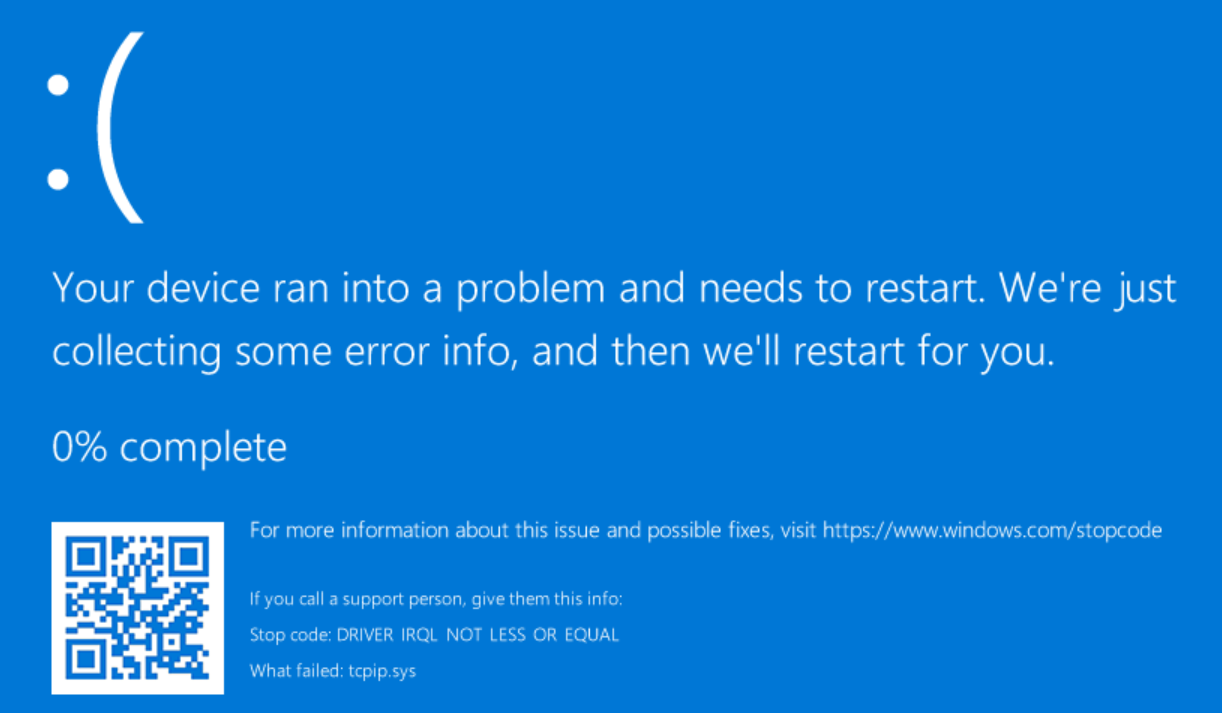 :(
Your device ran into a problem and needs to restart. We're just
collecting some error info, and then we'll restart for you.
0% complete
For more information about this issue and possible fixes, visit https://www.windows.com/stopcode
If you call a support person, give them this info:
Stop code: DRIVER IRQL NOT LESS OR EQUAL
What failed: tcpip.sys